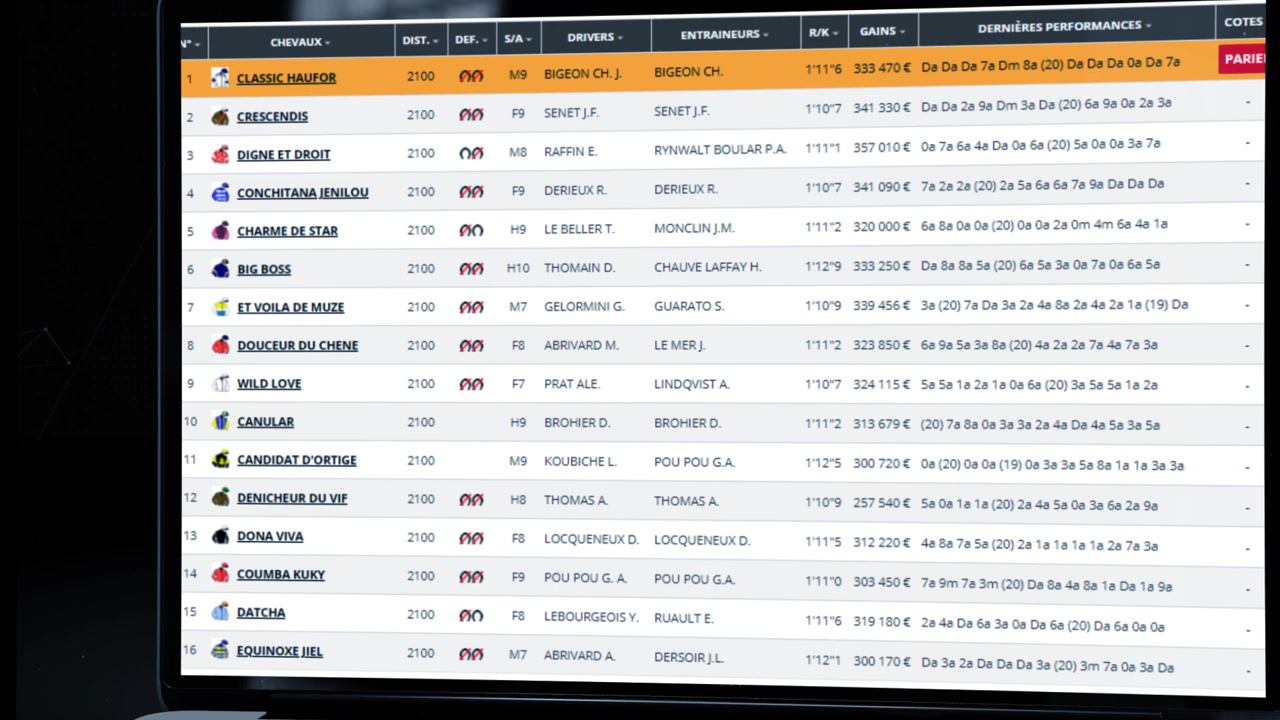 N° CHEVAUX DIST. DEF. S/A DRIVERS ENTRAINEURS R/K GAINS DERNIÈRES PERFORMANCES COTES
1 CLASSIC HAUFOR 2100 M9 BIGEON CH. J. BIGEON CH. 1'11"6 333 470 € Da Da Da 7a Dm 8a (20) Da Da Da 0a Da 7a PARIE
2 CRESCENDIS 2100 F9 SENET J.F. SENET J.F. 1'10"7 341 330 € Da Da 2a 9a Dm 3a Da (20) 6a 9a 0a 2a 3a -
3 DIGNE ET DROIT 2100 M8 RAFFIN E. RYNWALT BOULAR P.A. 1'11"1 357 010 € 0a 7a 6a 4a Da 0a 6a (20) 5a 0a 0a 3a 7a -
4 CONCHITANA JENILOU 2100 F9 DERIEUX R. DERIEUX R. 1'10"7 341 090 € 7a 2a 2a (20) 2a 5a 6a 6a 7a 9a Da Da Da -
5 CHARME DE STAR 2100 H9 LE BELLER T. MONCLIN J.M. 1'11"2 320 000 € 6a 8a 0a 0a (20) 0a 0a 2a 0m 4m 6a 4a 1a -
6 BIG BOSS 2100 H10 THOMAIN D. CHAUVE LAFFAY H. 1'12"9 333 250 € Da 8a 8a 5a (20) 6a 5a 3a 0a 7a 0a 6a 5a -
7 ET VOILA DE MUZE 2100 M7 GELORMINI G. GUARATO S. 1'10"9 339 456 € 3a (20) 7a Da 3a 2a 4a 8a 2a 4a 2a 1a (19) Da -
8 DOUCEUR DU CHENE 2100 F8 ABRIVARD M. LE MER J. 1'11"2 323 850 € 6a 9a 5a 3a 8a (20) 4a 2a 2a 7a 4a 7a 3a -
9 WILD LOVE 2100 F7 PRAT ALE. LINDQVIST A. 1'10"7 324 115 € 5a 5a 1a 2a 1a 0a 6a (20) 3a 5a 5a 1a 2a -
10 CANULAR 2100 H9 BROHIER D. BROHIER D. 1'11"2 313 679 € (20) 7a 8a 0a 3a 3a 2a 4a Da 4a 5a 3a 5a -
11 CANDIDAT D'ORTIGE 2100 M9 KOUBICHE L. POU POU G.A. 1'12"5 300 720 € 0a (20) 0a 0a (19) 0a 3a 3a 5a 8a 1a 1a 3a 3a -
12 DENICHEUR DU VIF 2100 H8 THOMAS A. THOMAS A. 1'10"9 257 540 € 5a 0a 1a 1a (20) 2a 4a 5a 0a 3a 6a 2a 9a -
13 DONA VIVA 2100 F8 LOCQUENEUX D. LOCQUENEUX D. 1'11"5 312 220 € 4a 8a 7a 5a (20) 2a 1a 1a 1a 1a 2a 7a 3a -
14 COUMBA KUKY 2100 F9 POU POU G. A. POU POU G.A. 1'11"0 303 450 € 7a 9m 7a 3m (20) Da 8a 4a 8a 1a Da 1a 9a -
15 DATCHA 2100 F8 LEBOURGEOIS Y. RUAULT E. 1'11"6 319 180 € 2a 4a Da 6a 3a 0a Da 6a (20) Da 6a 0a 0a -
16 EQUINOXE JIEL 2100 M7 ABRIVARD A. DERSOIR J.L. 1'12"1 300 170 € Da 3a 2a Da Da Da 3a (20) 3m 7a 0a 3a Da -